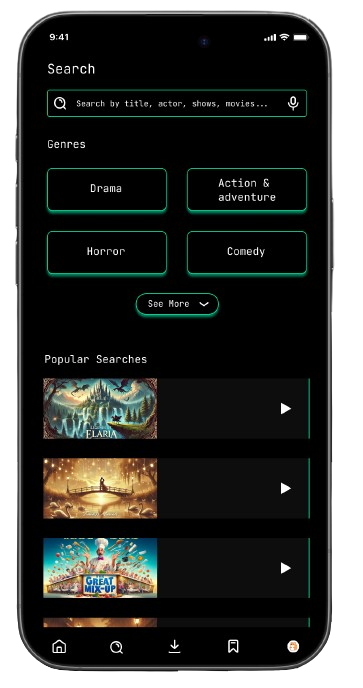 9:41
Search
Search by title, actor, shows, movies...
Genres
Drama
Action &
adventure
Horror
Comedy
See More
Popular Searches
ELARIA
GREAT
MIX-UP